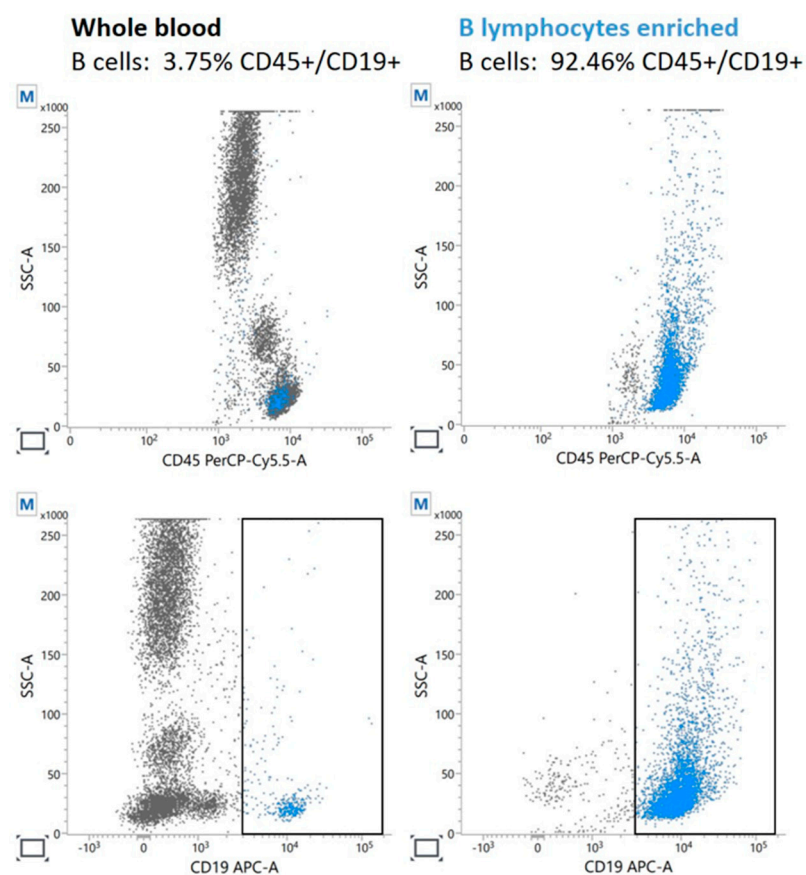 Whole blood
B cells: 3.75% CD45+/CD19+
B lymphocytes enriched
B cells: 92.46% CD45+/CD19+
M
x1000
250
200
150
100
50
0
SSC-A
0
10²
10³
10⁴
10⁵
CD45 PerCP-Cy5.5-A
M
x1000
250
200
150
100
50
0
SSC-A
0
10²
10³
10⁴
10⁵
CD45 PerCP-Cy5.5-A
M
x1000
250
200
150
100
50
0
SSC-A
-10³
0
10³
10⁴
10⁵
CD19 APC-A
M
x1000
250
200
150
100
50
0
SSC-A
-10³
0
10³
10⁴
10⁵
CD19 APC-A